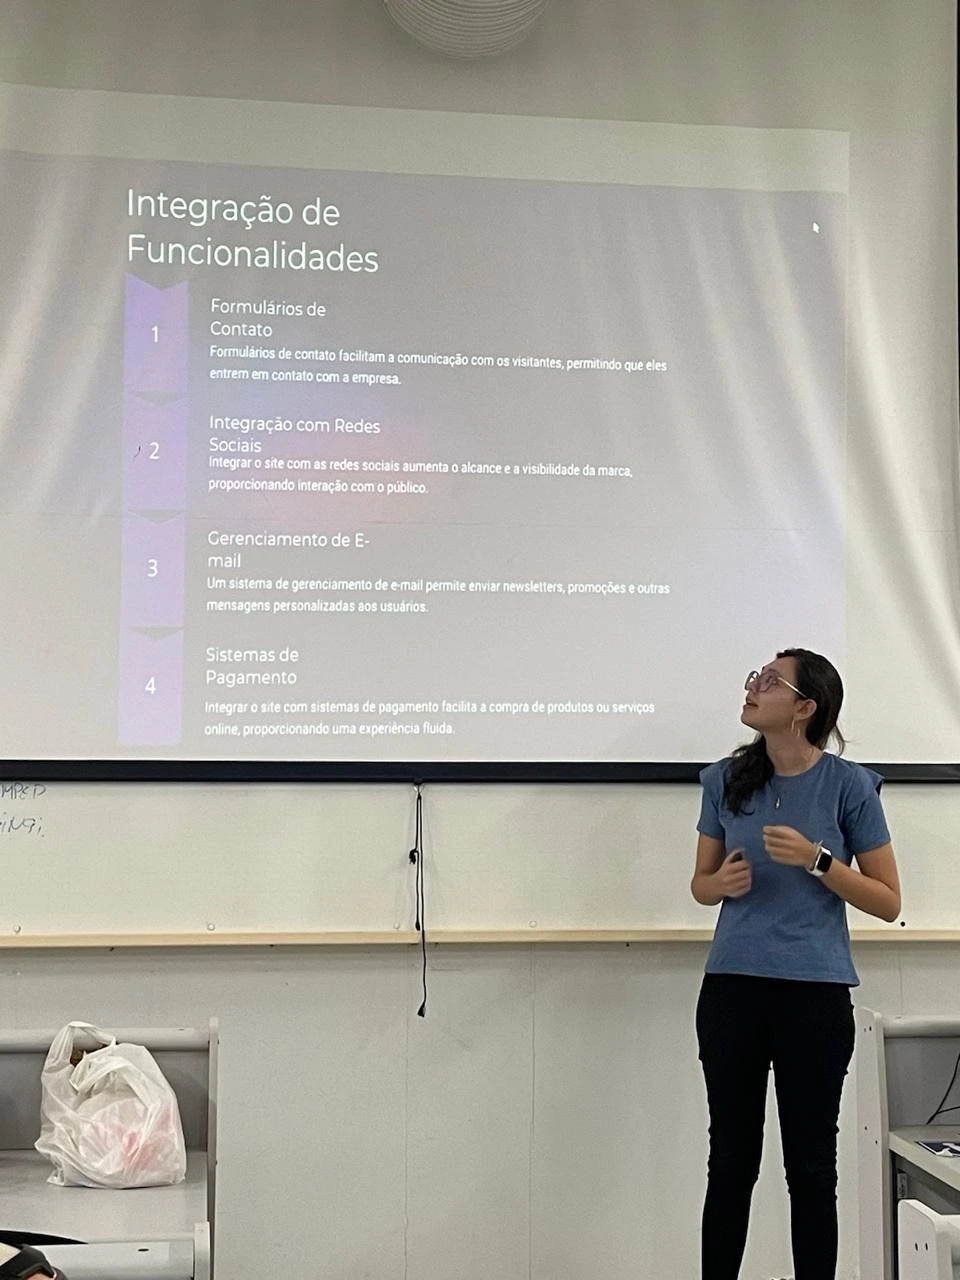 Integração de
Funcionalidades
1
Formulários de
Contato
Formulários de contato facilitam a comunicação com os visitantes, permitindo que eles
entrem em contato com a empresa.
2
Integração com Redes
Sociais
Integrar o site com as redes sociais aumenta o alcance e a visibilidade da marca,
proporcionando interação com o público.
3
Gerenciamento de E-
mail
Um sistema de gerenciamento de e-mail permite enviar newsletters, promoções e outras
mensagens personalizadas aos usuários.
4
Sistemas de
Pagamento
Integrar o site com sistemas de pagamento facilita a compra de produtos ou serviços
online, proporcionando uma experiência fluida.